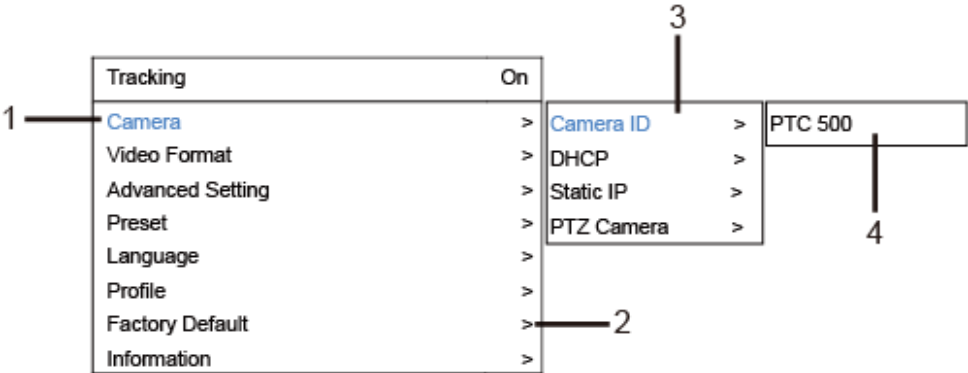 3
Tracking On
1 Camera > Camera ID > PTC 500
Video Format > DHCP >
Advanced Setting > Static IP >
Preset > PTZ Camera > 4
Language >
Profile >
Factory Default > 2
Information >